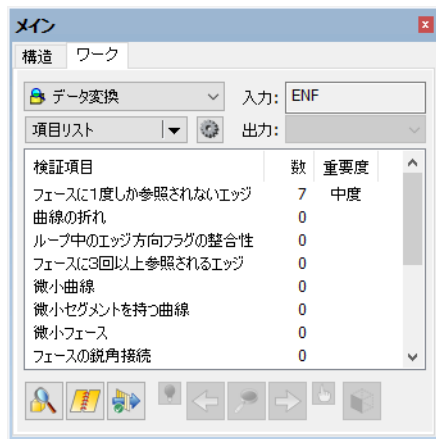 メイン
構造 ワーク
データ変換 入力: ENF
項目リスト 出力:
検証項目 数 重要度
フェースに1度しか参照されないエッジ 7 中度
曲線の折れ 0
ループ中のエッジ方向フラグの整合性 0
フェースに3回以上参照されるエッジ 0
微小曲線 0
微小セグメントを持つ曲線 0
微小フェース 0
フェースの鋭角接続 0